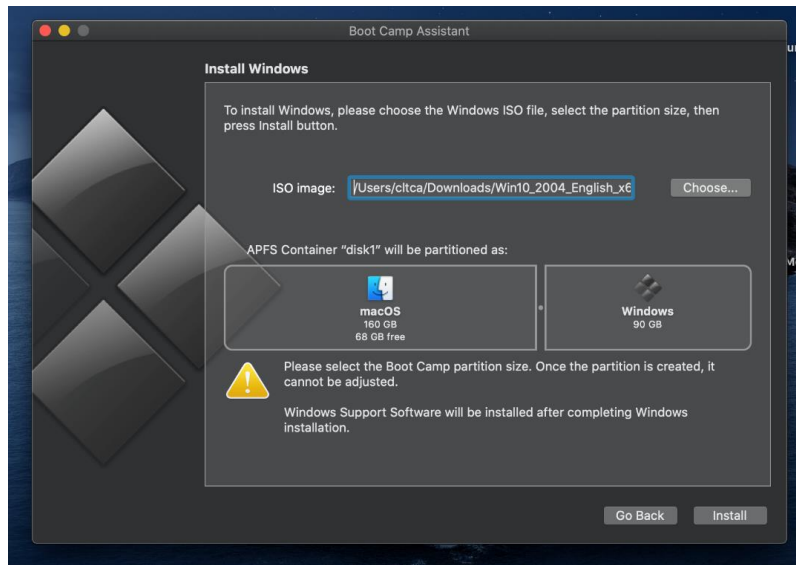 Boot Camp Assistant
Install Windows
To install Windows, please choose the Windows ISO file, select the partition size, then
press Install button.
ISO image: /Users/cltca/Downloads/Win10_2004_English_x6 Choose...
APFS Container “disk1” will be partitioned as:
macOS
160 GB
68 GB free
Windows
90 GB
Please select the Boot Camp partition size. Once the partition is created, it
cannot be adjusted.
Windows Support Software will be installed after completing Windows
installation.
Go Back Install